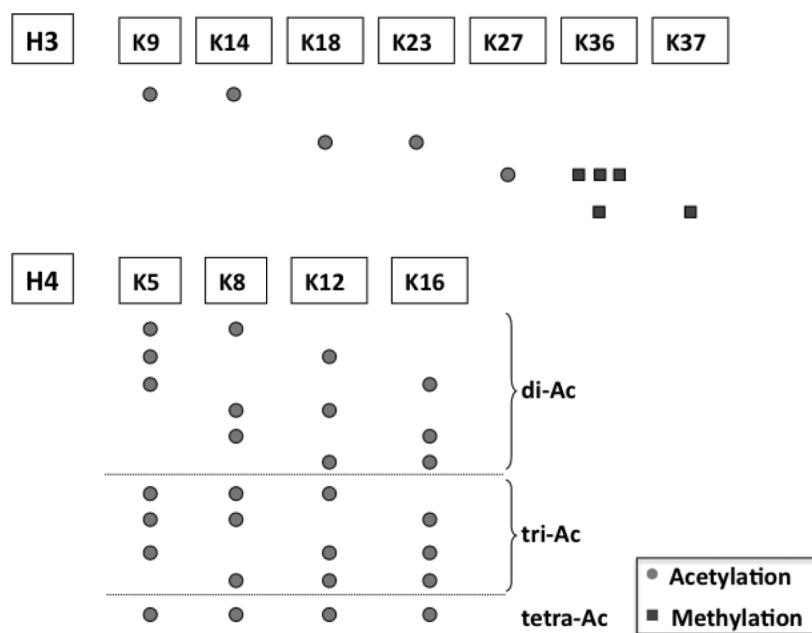 H3 K9 K14 K18 K23 K27 K36 K37
H4 K5 K8 K12 K16
di-Ac
tri-Ac
tetra-Ac
Acetylation
Methylation